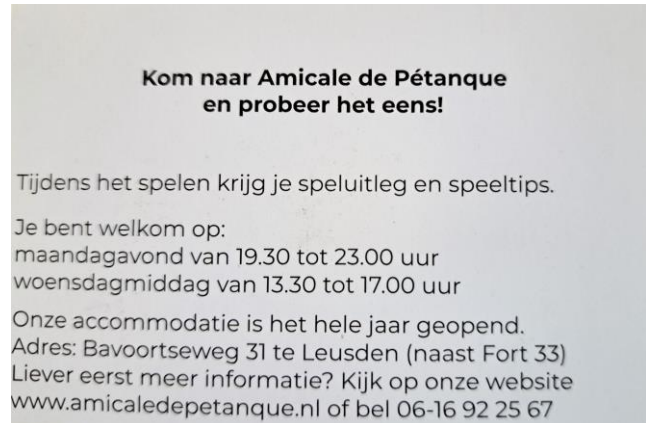 Kom naar Amicale de Pétanque
en probeer het eens!
Tijdens het spelen krijg je speluitleg en speeltips.
Je bent welkom op:
maandagavond van 19.30 tot 23.00 uur
woensdagmiddag van 13.30 tot 17.00 uur
Onze accommodatie is het hele jaar geopend.
Adres: Bavoortseweg 31 te Leusden (naast Fort 33)
Liever eerst meer informatie? Kijk op onze website
www.amicaledepetanque.nl of bel 06-16 92 25 67